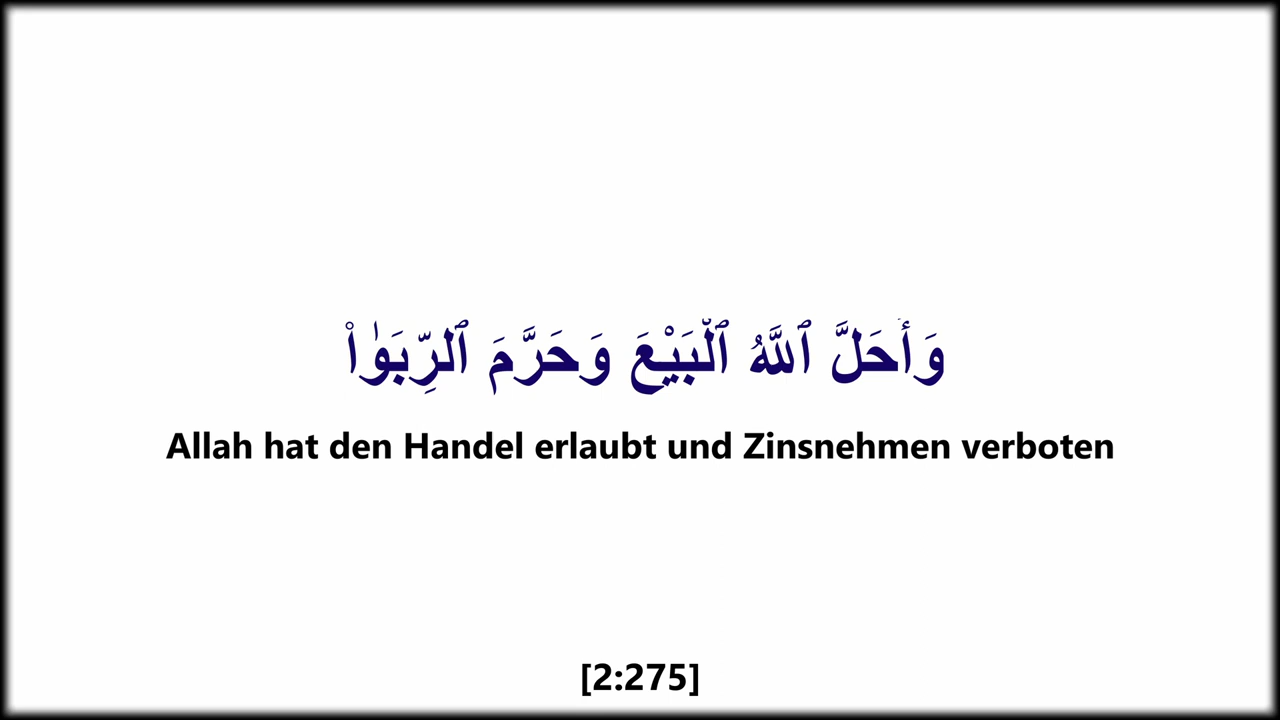 وَأَحَلَّ ٱللَّهُ ٱلْبَيْعَ وَحَرَّمَ ٱلرِّبَوٰا۟
Allah hat den Handel erlaubt und Zinsnehmen verboten
[2:275]